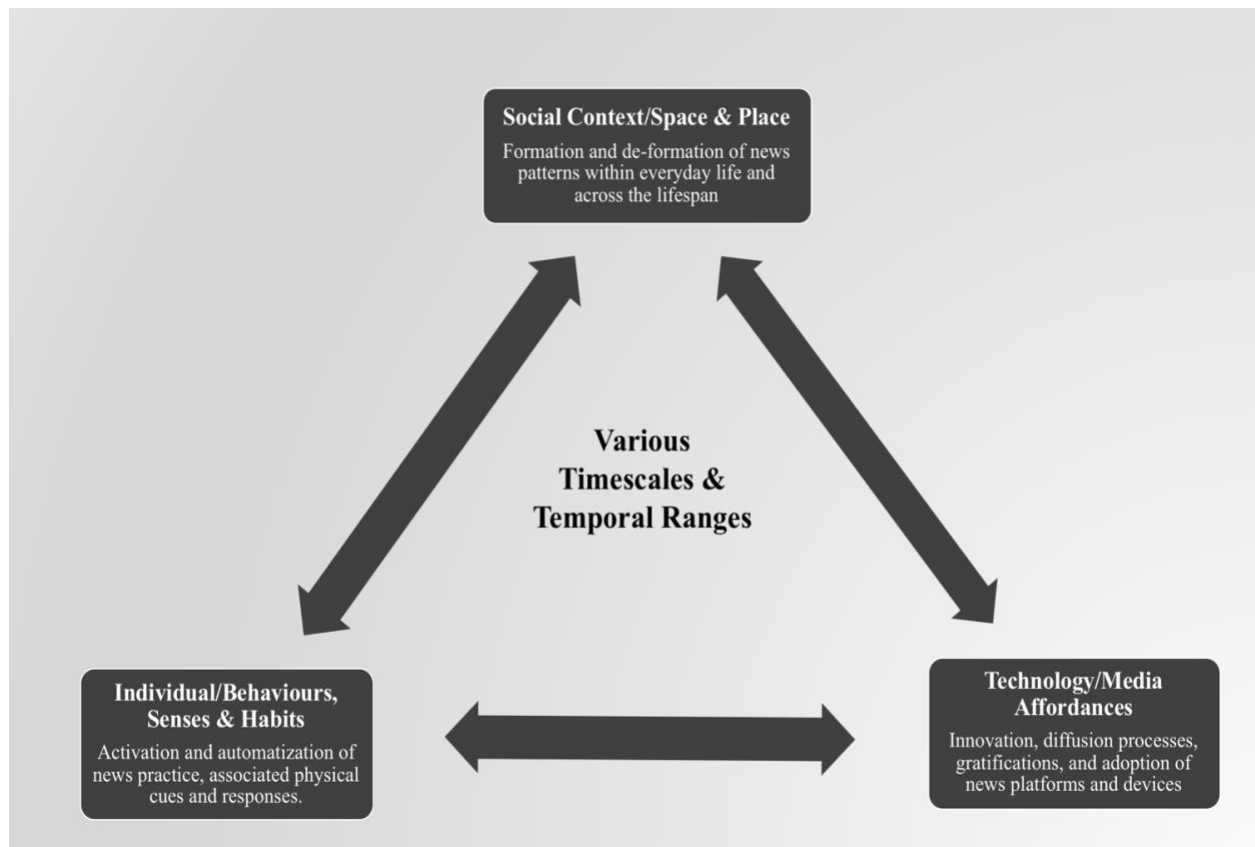 Social Context/Space & Place
Formation and de-formation of news
patterns within everyday life and
across the lifespan
Various
Timescales &
Temporal Ranges
Individual/Behaviours,
Senses & Habits
Activation and automatization of
news practice, associated physical
cues and responses.
Technology/Media
Affordances
Innovation, diffusion processes,
gratifications, and adoption of
news platforms and devices